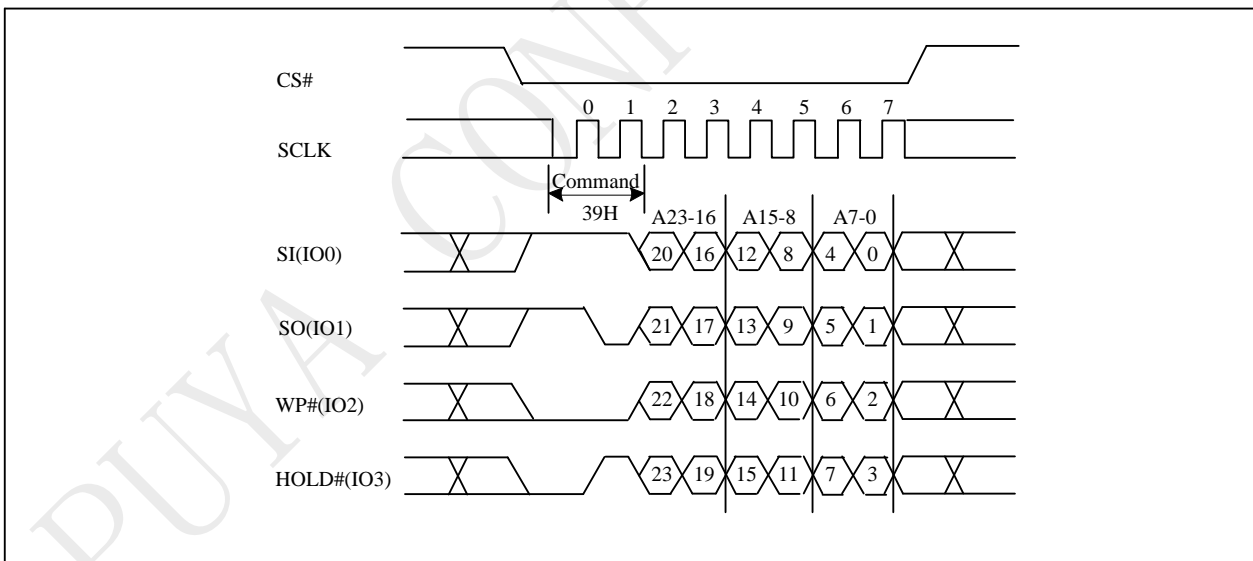 PUYA CONF
CS#
0 1 2 3 4 5 6 7
SCLK
Command
39H
A23-16 A15-8 A7-0
SI(IO0) 20 16 12 8 4 0
SO(IO1) 21 17 13 9 5 1
WP#(IO2) 22 18 14 10 6 2
HOLD#(IO3) 23 19 15 11 7 3